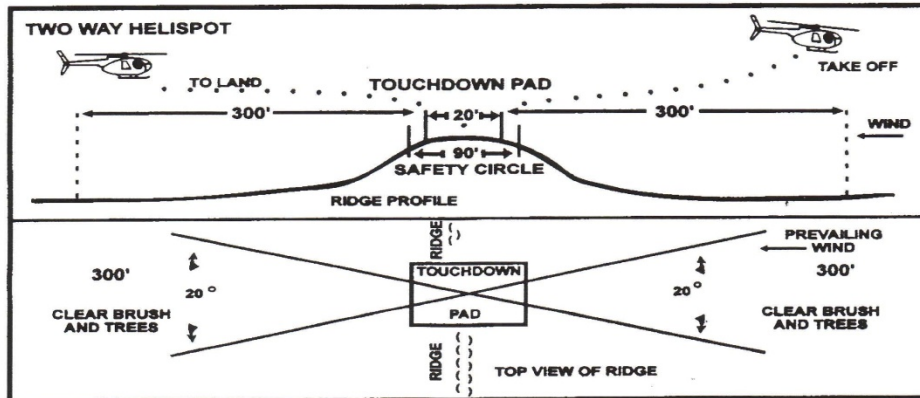 TWO WAY HELISPOT
TO LAND
TOUCHDOWN PAD
TAKE OFF
300'
20'
300'
WIND
90'
SAFETY CIRCLE
RIDGE PROFILE
RIDGE
PREVAILING
WIND
300'
20°
TOUCHDOWN
PAD
20°
300'
CLEAR BRUSH
AND TREES
CLEAR BRUSH
AND TREES
RIDGE
TOP VIEW OF RIDGE